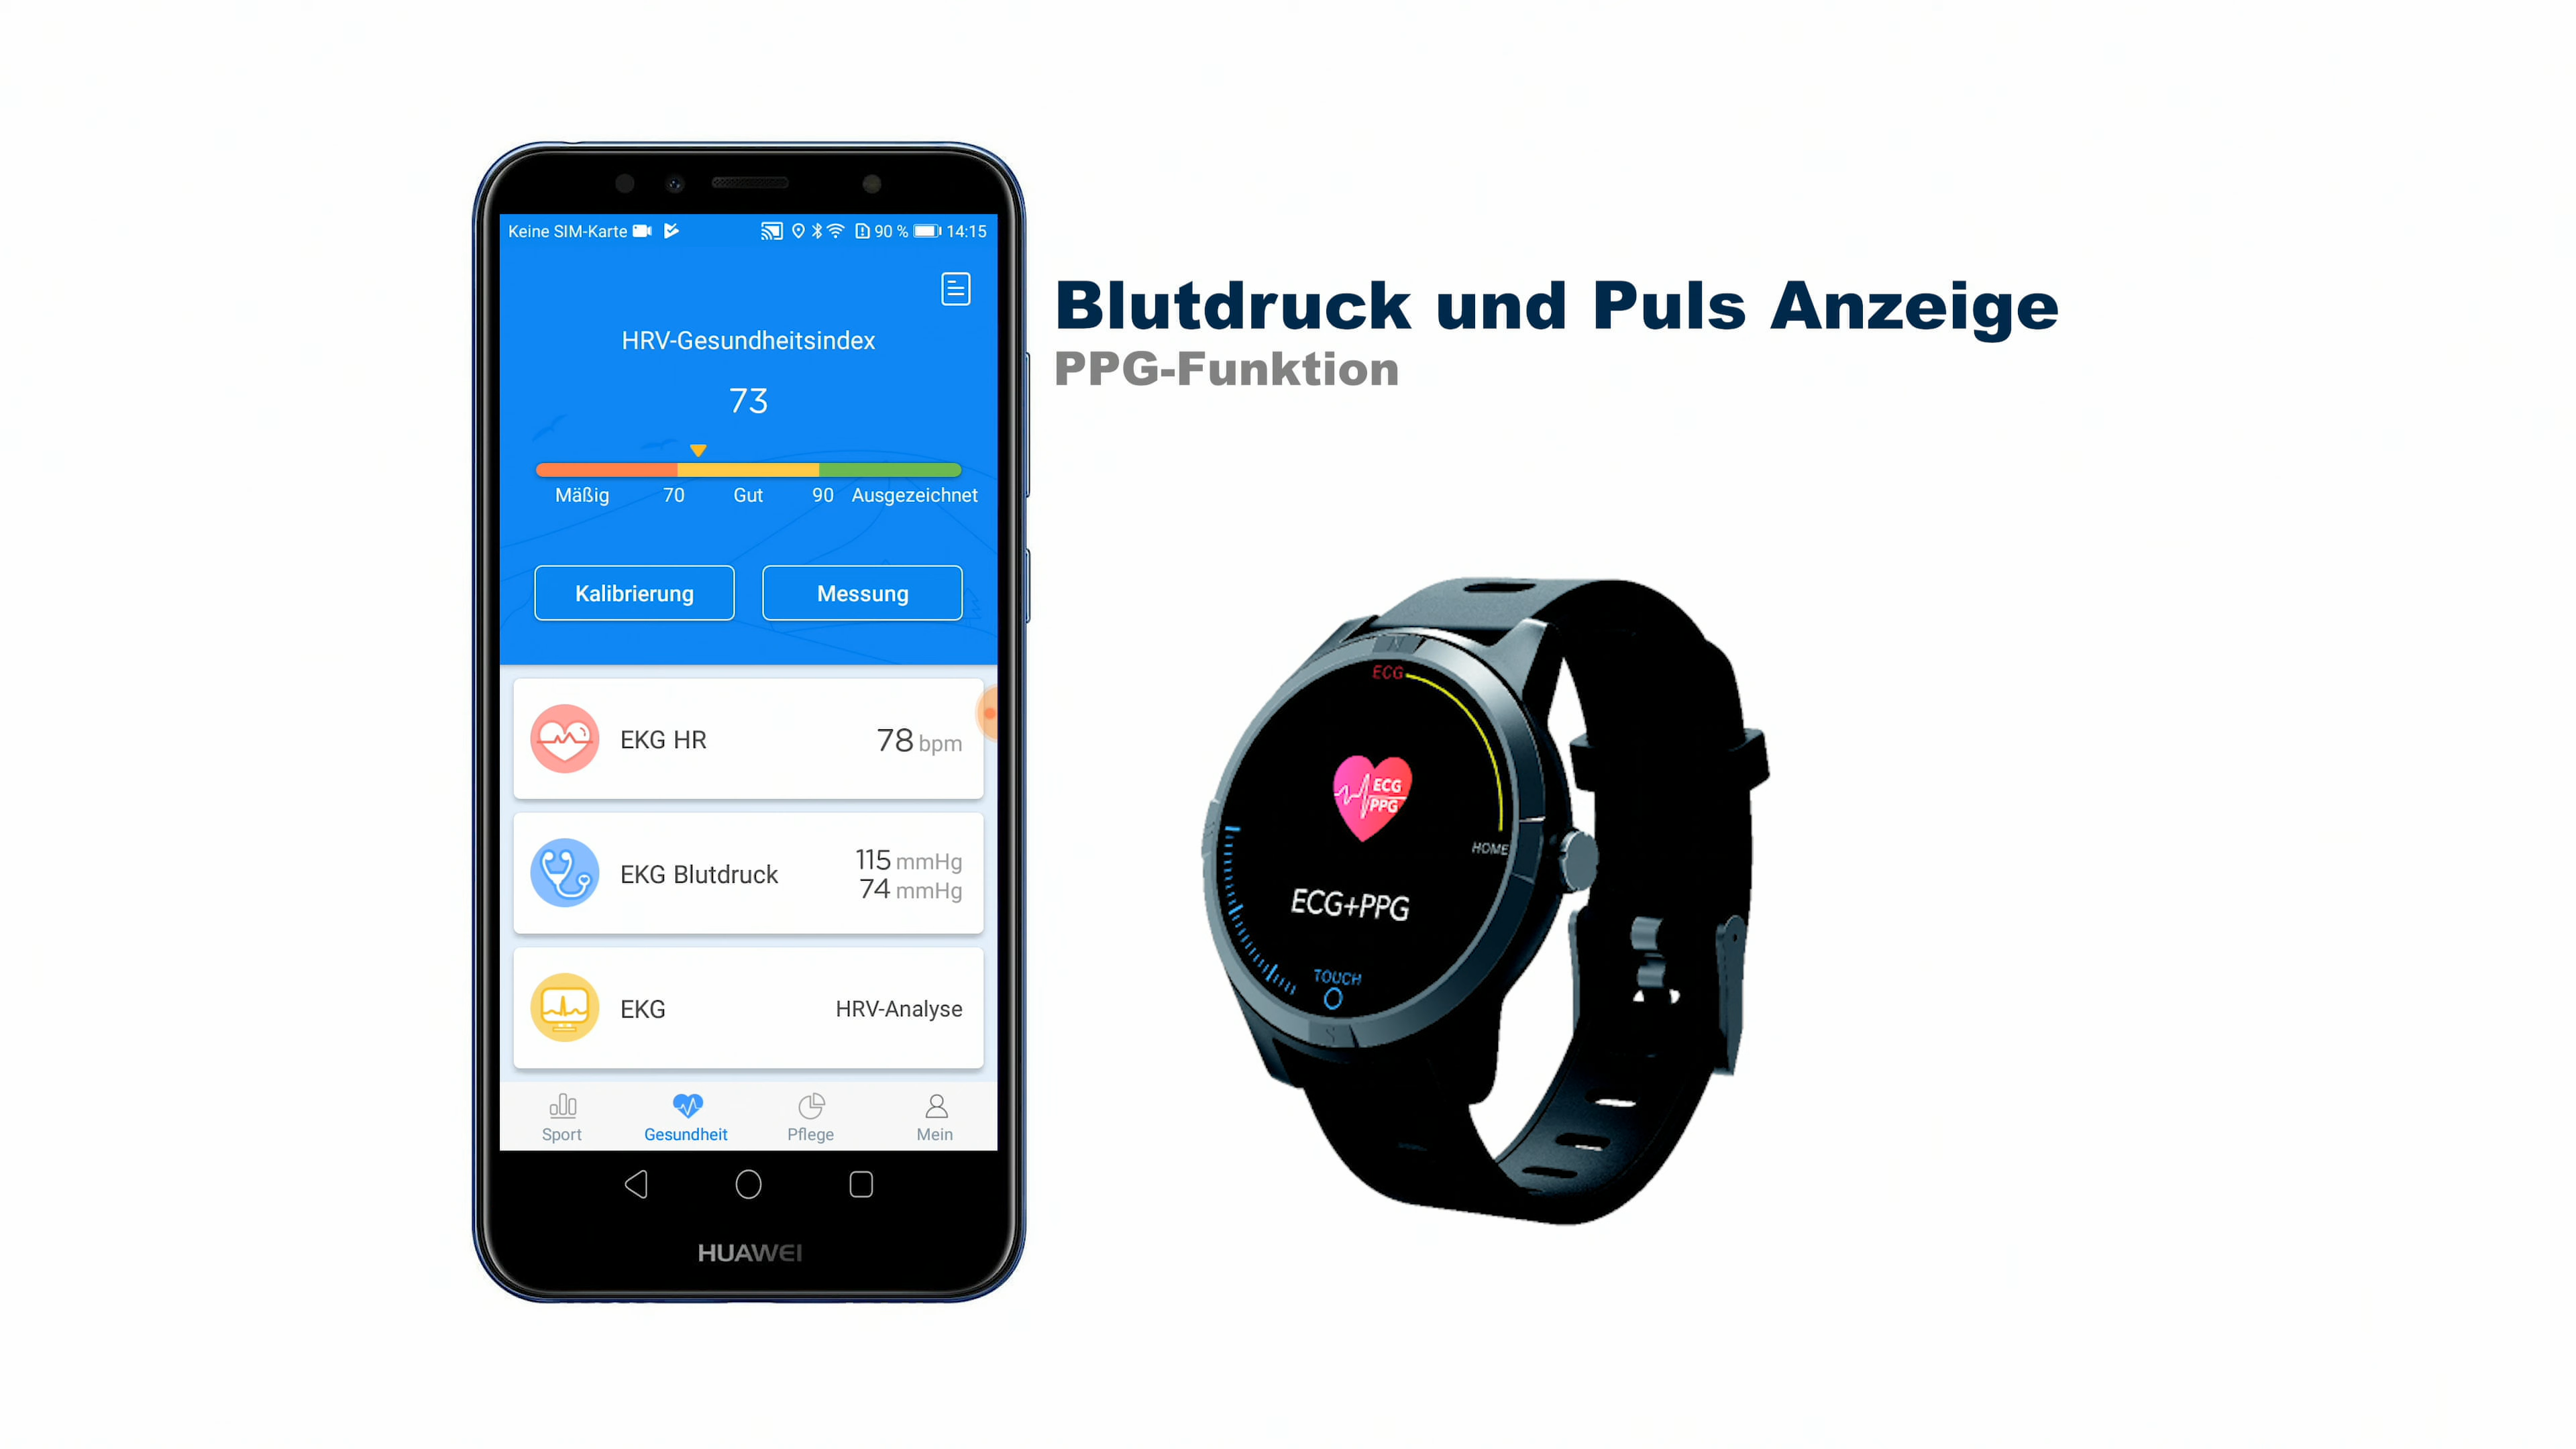 Keine SIM-Karte 90 % 14:15
HRV-Gesundheitsindex
73
Mäßig 70 Gut 90 Ausgezeichnet
Kalibrierung Messung
EKG HR 78 bpm
EKG Blutdruck 115 mmHg
74 mmHg
EKG HRV-Analyse
Sport Gesundheit Pflege Mein
HUAWEI
Blutdruck und Puls Anzeige
PPG-Funktion
N
ECG
ECG
PPG
HOME
ECG+PPG
TOUCH
S